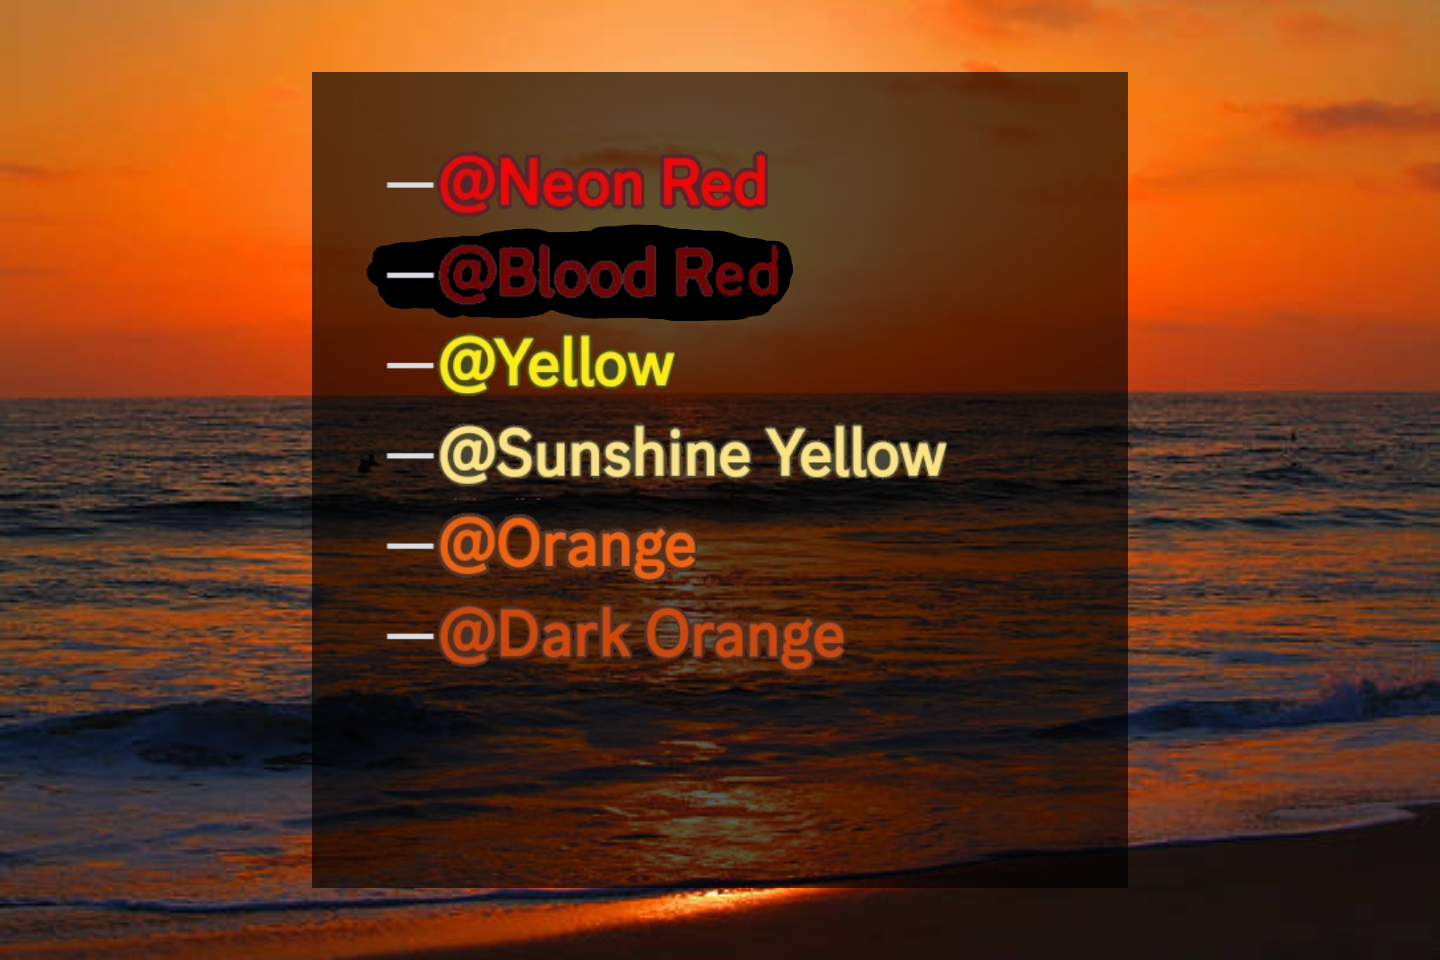 —@Neon Red
—@Blood Red
—@Yellow
—@Sunshine Yellow
—@Orange
—@Dark Orange